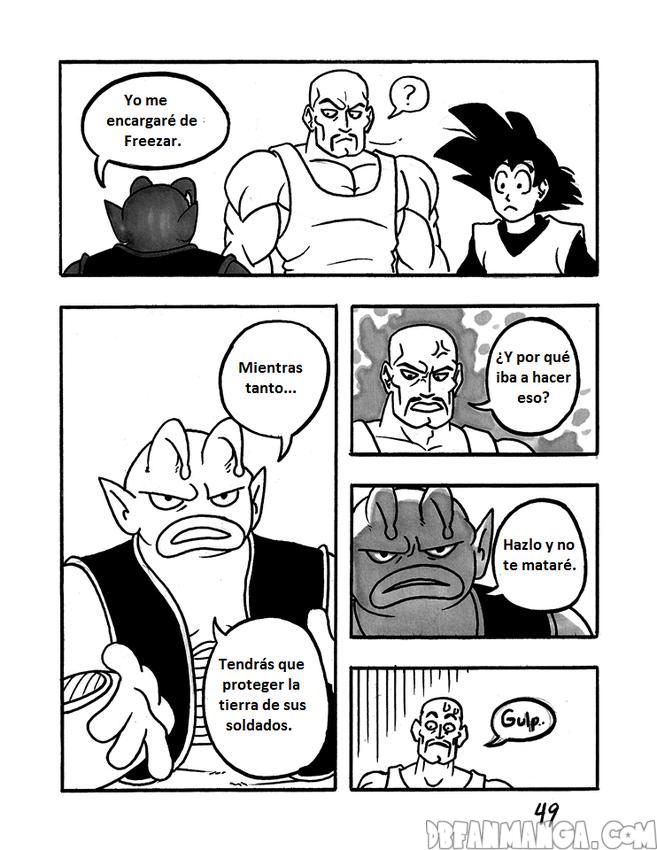 Yo me
encargaré de
Freezar.
?
Mientras
tanto...
Tendrás que
proteger la
tierra de sus
soldados.
¿Y por qué
iba a hacer
eso?
Hazlo y no
te mataré.
Gulp..
49
DBFANMANGA.COM